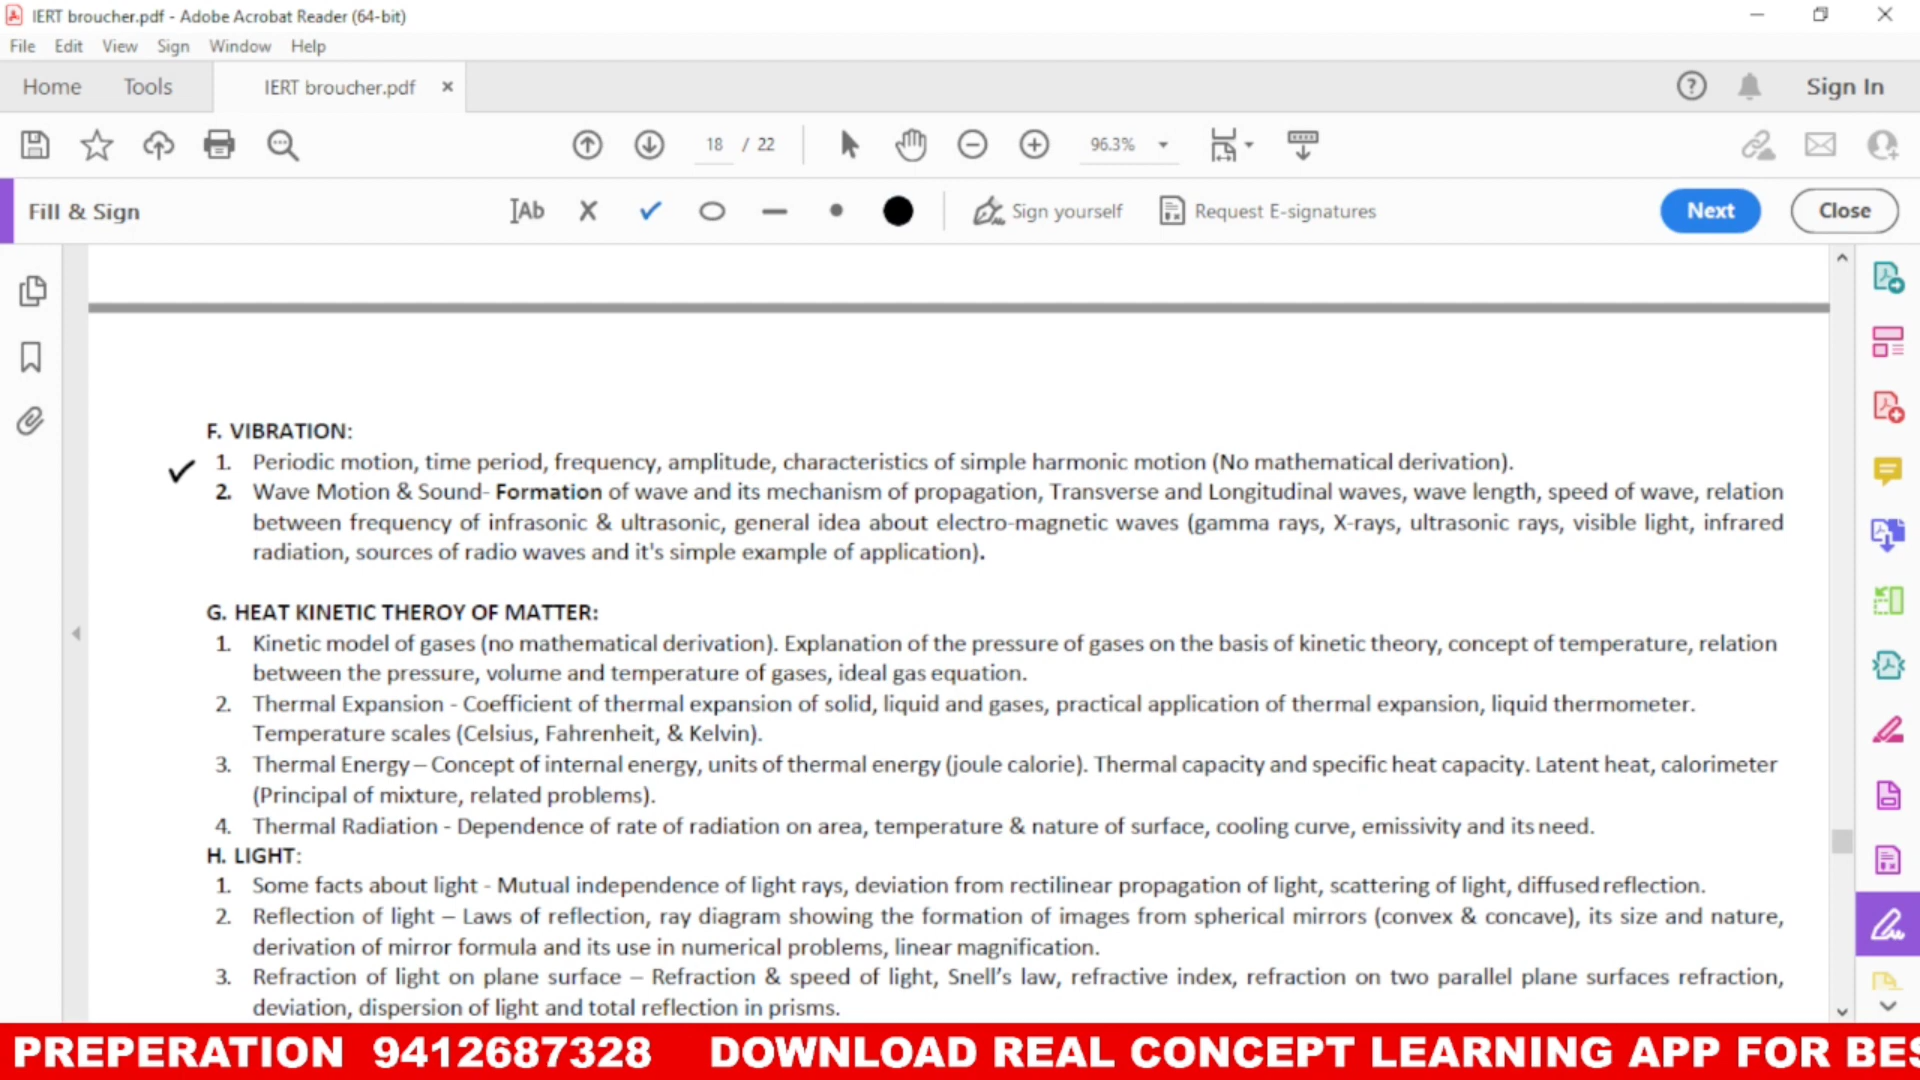 IERT broucher.pdf - Adobe Acrobat Reader (64-bit)
File Edit View Sign Window Help
Home Tools IERT broucher.pdf × Sign In
18 / 22 96.3%
Fill & Sign Ab Sign yourself Request E-signatures Next Close
F. VIBRATION:
1. Periodic motion, time period, frequency, amplitude, characteristics of simple harmonic motion (No mathematical derivation).
2. Wave Motion & Sound- Formation of wave and its mechanism of propagation, Transverse and Longitudinal waves, wave length, speed of wave, relation
between frequency of infrasonic & ultrasonic, general idea about electro-magnetic waves (gamma rays, X-rays, ultrasonic rays, visible light, infrared
radiation, sources of radio waves and it's simple example of application).
G. HEAT KINETIC THEROY OF MATTER:
1. Kinetic model of gases (no mathematical derivation). Explanation of the pressure of gases on the basis of kinetic theory, concept of temperature, relation
between the pressure, volume and temperature of gases, ideal gas equation.
2. Thermal Expansion - Coefficient of thermal expansion of solid, liquid and gases, practical application of thermal expansion, liquid thermometer.
Temperature scales (Celsius, Fahrenheit, & Kelvin).
3. Thermal Energy – Concept of internal energy, units of thermal energy (joule calorie). Thermal capacity and specific heat capacity. Latent heat, calorimeter
(Principal of mixture, related problems).
4. Thermal Radiation - Dependence of rate of radiation on area, temperature & nature of surface, cooling curve, emissivity and its need.
H. LIGHT:
1. Some facts about light - Mutual independence of light rays, deviation from rectilinear propagation of light, scattering of light, diffused reflection.
2. Reflection of light – Laws of reflection, ray diagram showing the formation of images from spherical mirrors (convex & concave), its size and nature,
derivation of mirror formula and its use in numerical problems, linear magnification.
3. Refraction of light on plane surface – Refraction & speed of light, Snell’s law, refractive index, refraction on two parallel plane surfaces refraction,
deviation, dispersion of light and total reflection in prisms.
PREPERATION 9412687328 DOWNLOAD REAL CONCEPT LEARNING APP FOR BES